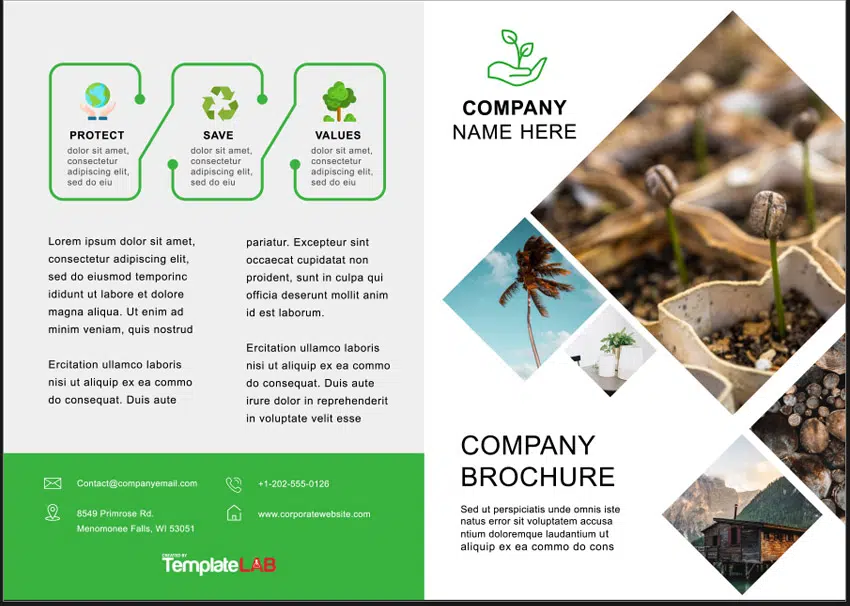 PROTECT
dolor sit amet,
consectetur
adipiscing elit,
sed do eiu
SAVE
dolor sit amet,
consectetur
adipiscing elit,
sed do eiu
VALUES
dolor sit amet,
consectetur
adipiscing elit,
sed do eiu
Lorem ipsum dolor sit amet,
consectetur adipiscing elit,
sed do eiusmod temporinc
ididunt ut labore et dolore
magna aliqua. Ut enim ad
minim veniam, quis nostrud
Ercitation ullamco laboris
nisi ut aliquip ex ea commo
do consequat. Duis aute
pariatur. Excepteur sint
occaecat cupidatat non
proident, sunt in culpa qui
officia deserunt mollit anim
id est laborum.
Ercitation ullamco laboris
nisi ut aliquip ex ea commo
do consequat. Duis aute
irure dolor in reprehenderit
in voluptate velit esse
Contact@companyemail.com
+1-202-555-0126
8549 Primrose Rd.
Menomonee Falls, WI 53051
www.corporatewebsite.com
CREATED BY
TemplateLAB
COMPANY
NAME HERE
COMPANY
BROCHURE
Sed ut perspiciatis unde omnis iste
natus error sit voluptatem accusa
ntium doloremque laudantium ut
aliquip ex ea commo do cons